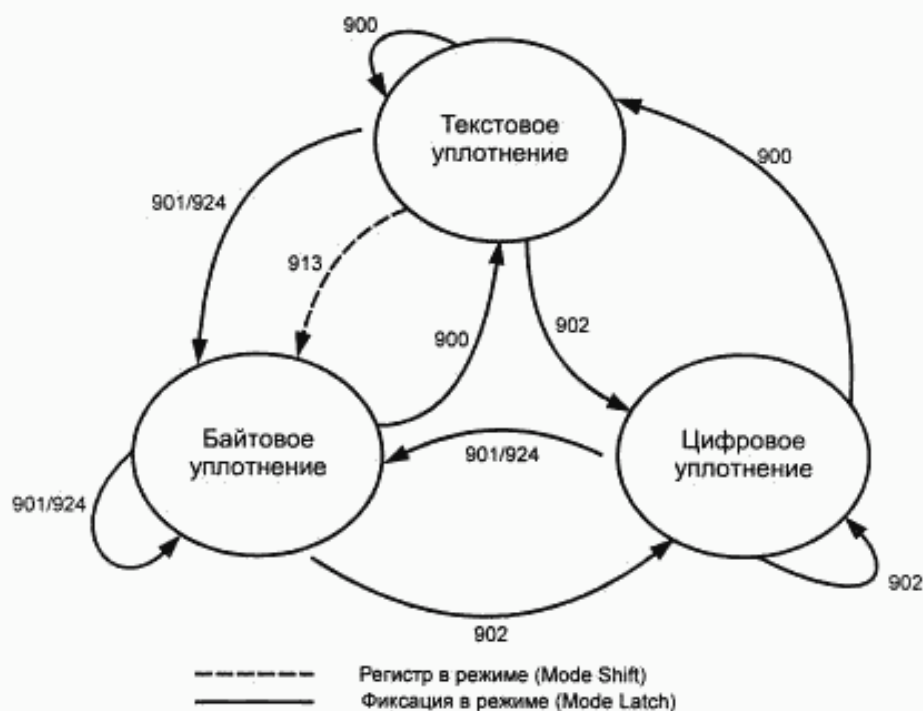 900
Текстовое
уплотнение
900
901/924
913
900
902
Байтовое
уплотнение
901/924
Цифровое
уплотнение
901/924
902
902
Регистр в режиме (Mode Shift)
Фиксация в режиме (Mode Latch)